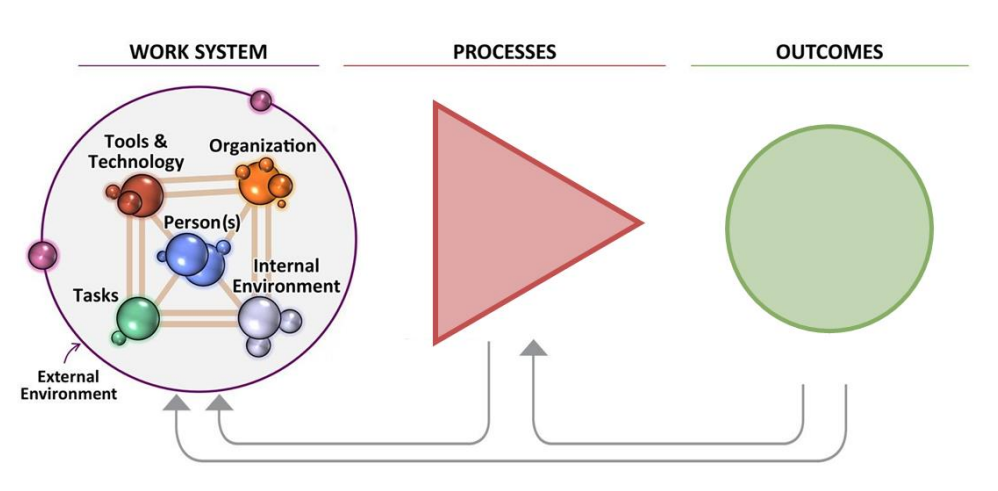 WORK SYSTEM
PROCESSES
OUTCOMES
Tools &
Technology
Organization
Person(s)
Internal
Environment
Tasks
External
Environment